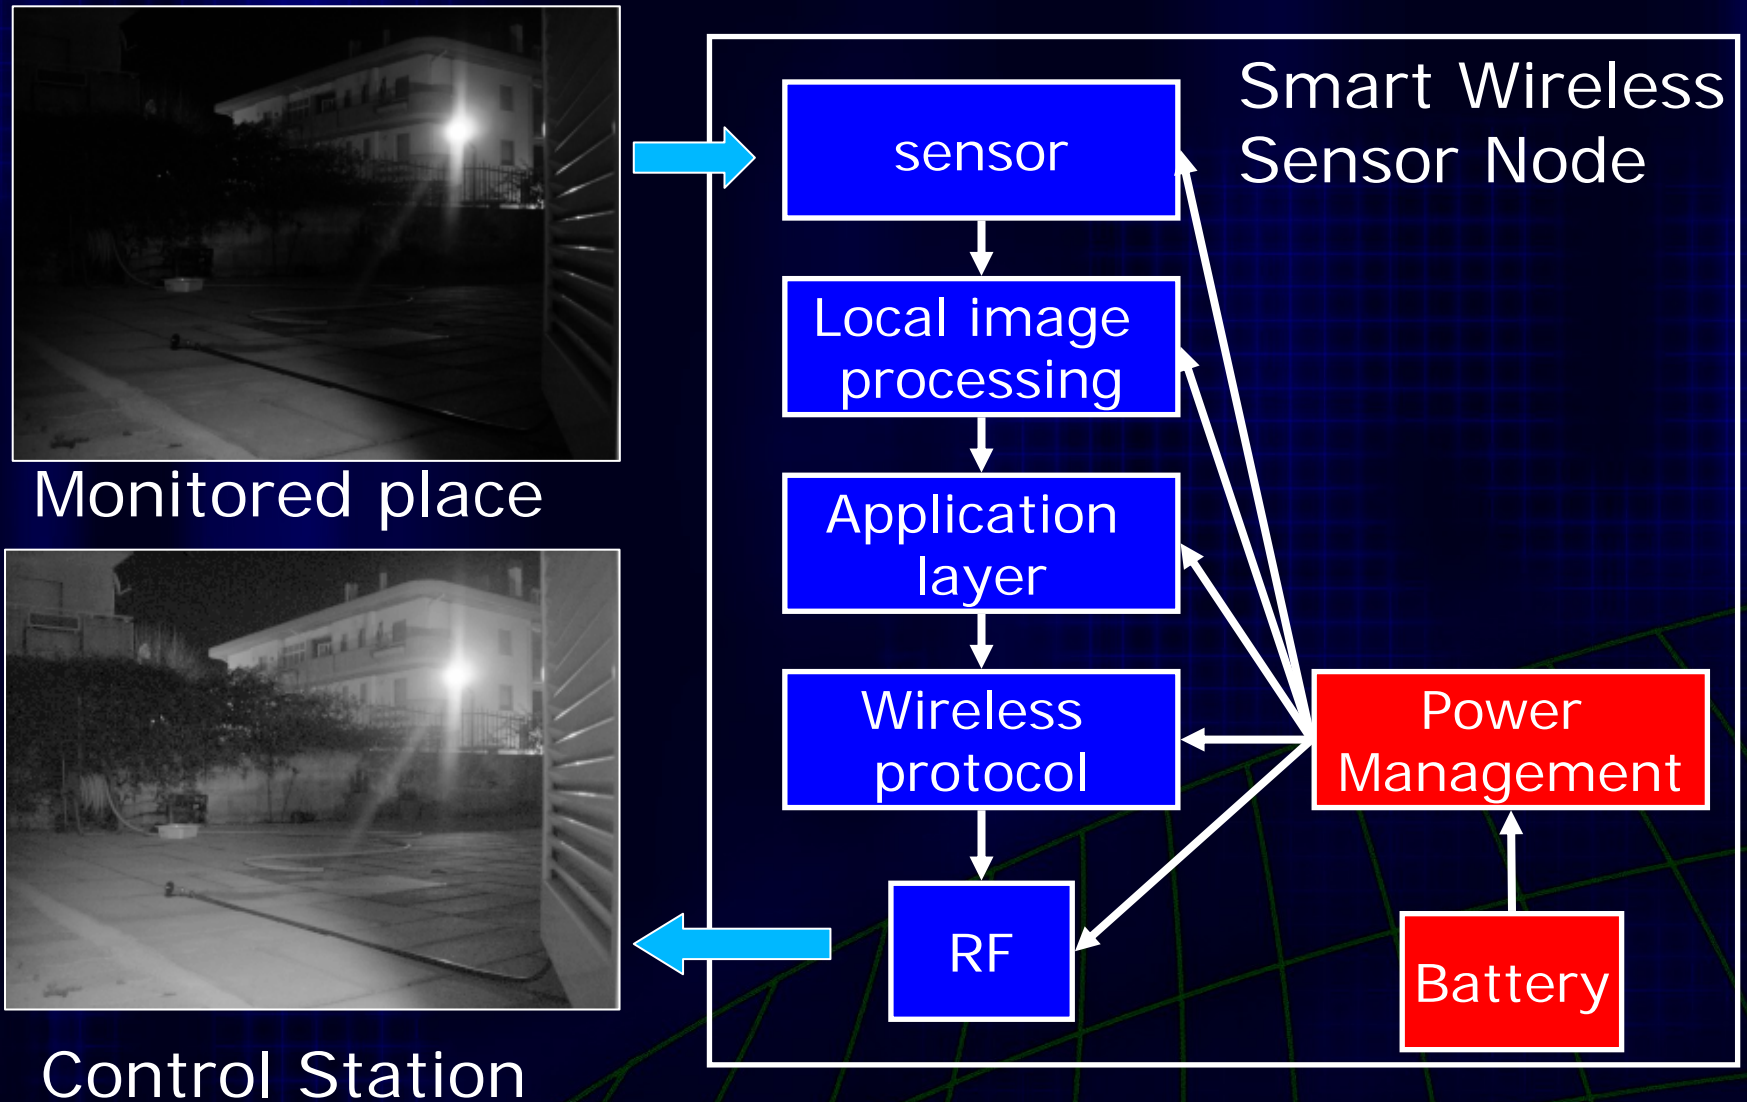 Monitored place
Control Station
Smart Wireless
Sensor Node
sensor
Local image
processing
Application
layer
Wireless
protocol
RF
Power
Management
Battery